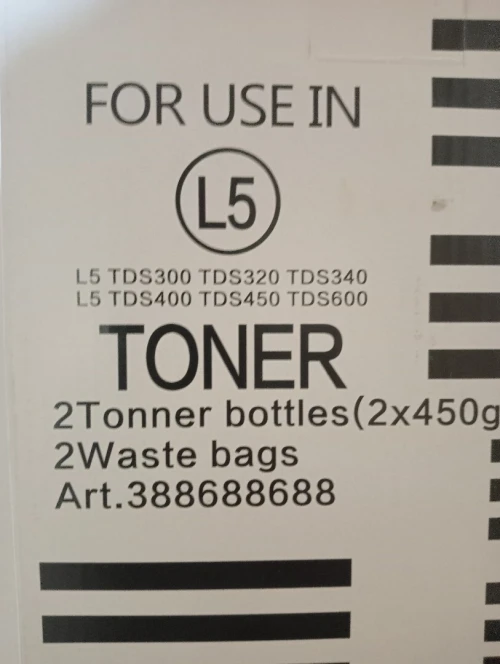 FOR USE IN
L5
L5 TDS300 TDS320 TDS340
L5 TDS400 TDS450 TDS600
TONER
2Tonner bottles(2x450g
2Waste bags
Art.388688688